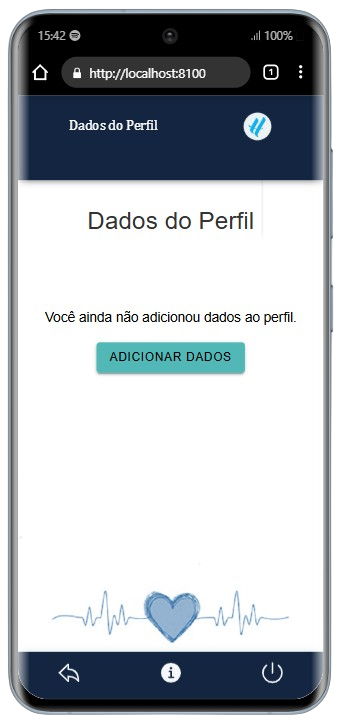 15:42 100%
http://localhost:8100 1
Dados do Perfil
Dados do Perfil
Você ainda não adicionou dados ao perfil.
ADICIONAR DADOS